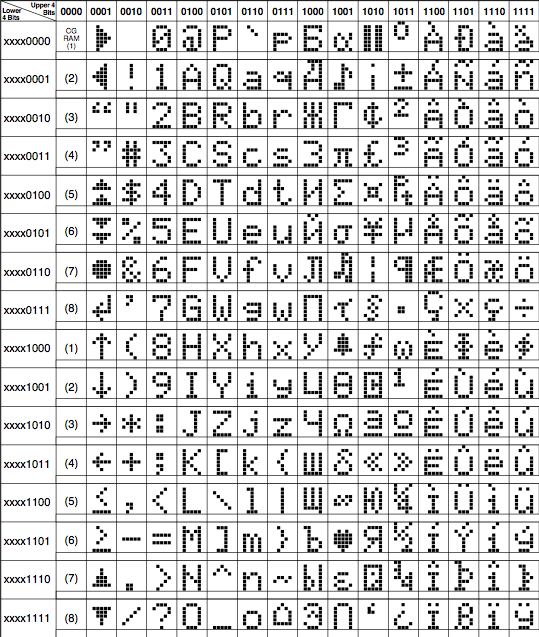 Upper 4 Bits Lower 4 Bits 0000 0001 0010 0011 0100 0101 0110 0111 1000 1001 1010 1011 1100 1101 1110 1111
xxxx0000 CG RAM (1) ▶ 0 @ P ` p Б α ° À Ð à ð
xxxx0001 (2) ◀ ! 1 A Q a q Д ♪ ¡ ± Á Ñ á ñ
xxxx0010 (3) “ " 2 B R b r Ж Γ ¢ ² Â Ò â ò
xxxx0011 (4) ” # 3 C S c s З π £ ³ Ã Ó ã ó
xxxx0100 (5) $ 4 D T d t И Σ ¤ ₧ Ä Ô ä ô
xxxx0101 (6) % 5 E U e u Й σ ¥ µ Å Õ å õ
xxxx0110 (7) ● & 6 F V f v Л ♬ ¦ ¶ Æ Ö æ ö
xxxx0111 (8) ↵ ' 7 G W g w П τ § · Ç × ç ÷
xxxx1000 (1) ↑ ( 8 H X h x У ƒ ω È Φ è ø
xxxx1001 (2) ↓ ) 9 I Y i y Ц Θ © ¹ É Ù é ù
xxxx1010 (3) → * : J Z j z Ч Ω ª º Ê Ú ê ú
xxxx1011 (4) ← + ; K [ k { Ш δ « » Ë Û ë û
xxxx1100 (5) ≤ , < L \ l | Щ ∞ Ю ¼ Ì Ü ì ü
xxxx1101 (6) ≥ - = M ] m } Ъ ♥ Я ½ Í Ý í ý
xxxx1110 (7) ▲ . > N ^ n ~ Ы ε ® ¾ Î Þ î þ
xxxx1111 (8) ▼ / ? O _ o ⌂ Э ∩ ‘ ¿ Ï ß ï ÿ